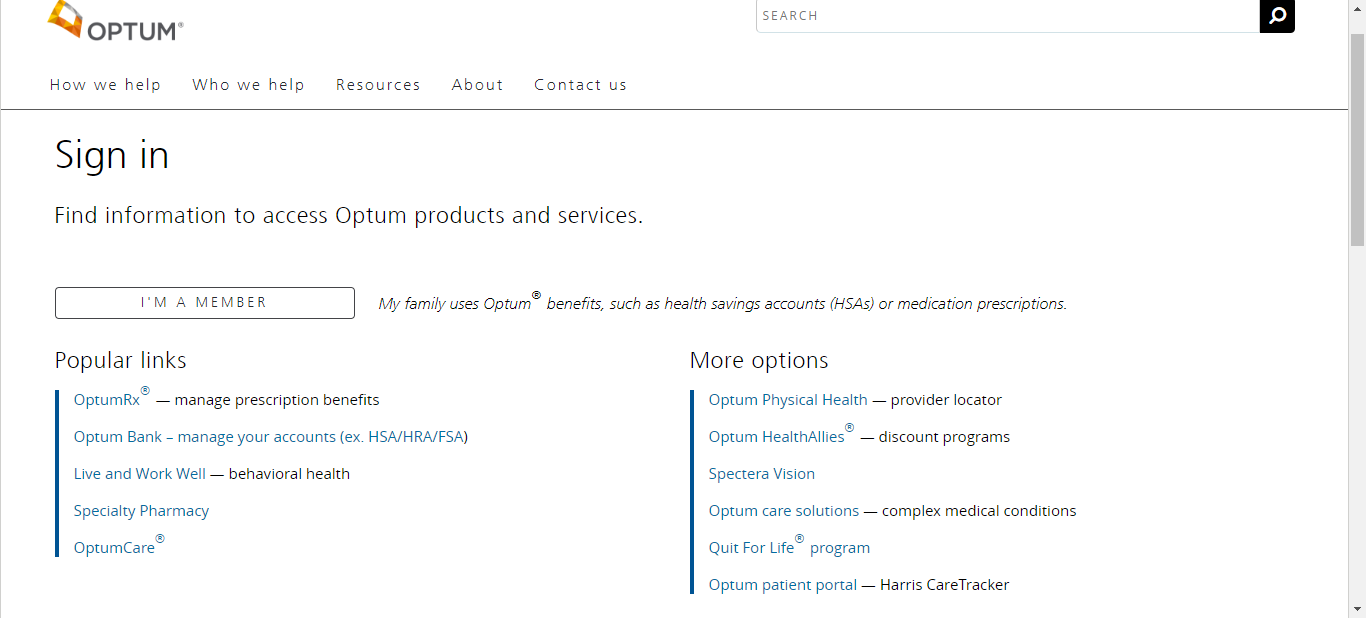 OPTUM®
SEARCH
How we help Who we help Resources About Contact us
Sign in
Find information to access Optum products and services.
I'M A MEMBER
My family uses Optum® benefits, such as health savings accounts (HSAs) or medication prescriptions.
Popular links
OptumRx® — manage prescription benefits
Optum Bank – manage your accounts (ex. HSA/HRA/FSA)
Live and Work Well — behavioral health
Specialty Pharmacy
OptumCare®
More options
Optum Physical Health — provider locator
Optum HealthAllies® — discount programs
Spectera Vision
Optum care solutions — complex medical conditions
Quit For Life® program
Optum patient portal — Harris CareTracker